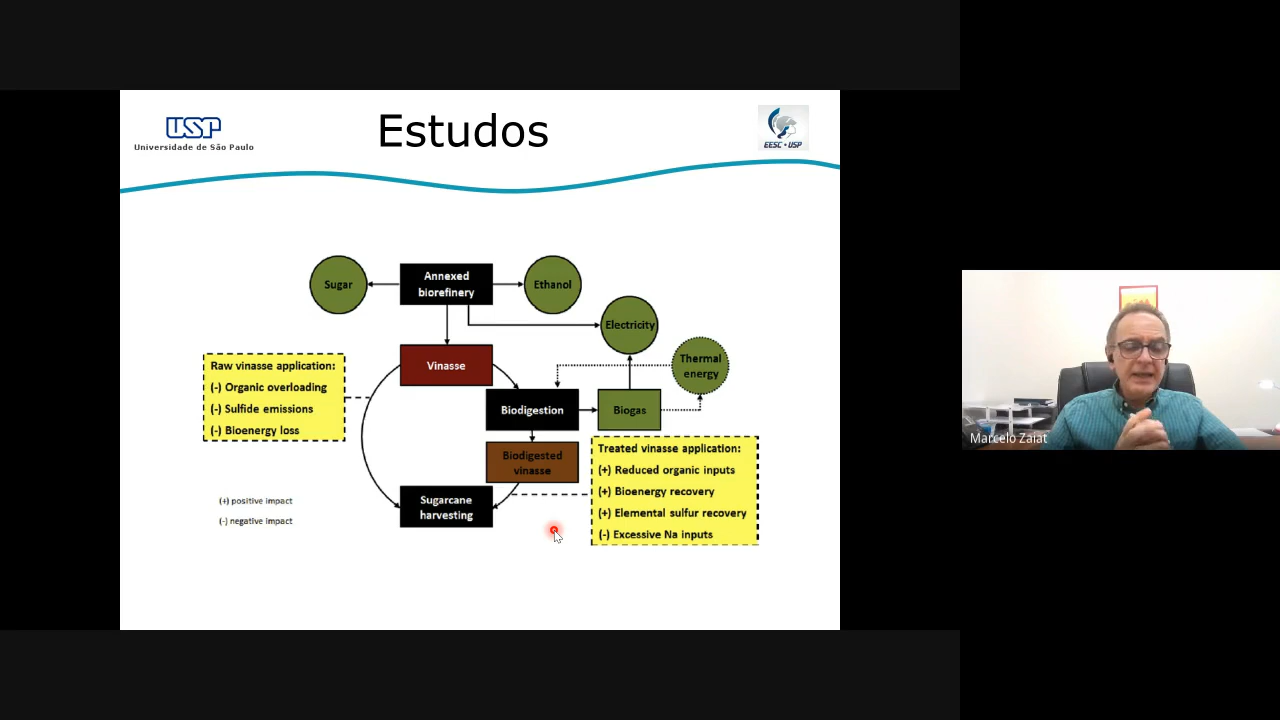 USP
Universidade de São Paulo
Estudos
EESC • USP
Sugar
Annexed
biorefinery
Ethanol
Electricity
Thermal
energy
Vinasse
Raw vinasse application:
(-) Organic overloading
(-) Sulfide emissions
(-) Bioenergy loss
Biodigestion
Biogas
Biodigested
vinasse
Treated vinasse application:
(+) Reduced organic inputs
(+) Bioenergy recovery
(+) Elemental sulfur recovery
(-) Excessive Na inputs
Sugarcane
harvesting
(+) positive impact
(-) negative impact
Marcelo Zaiat